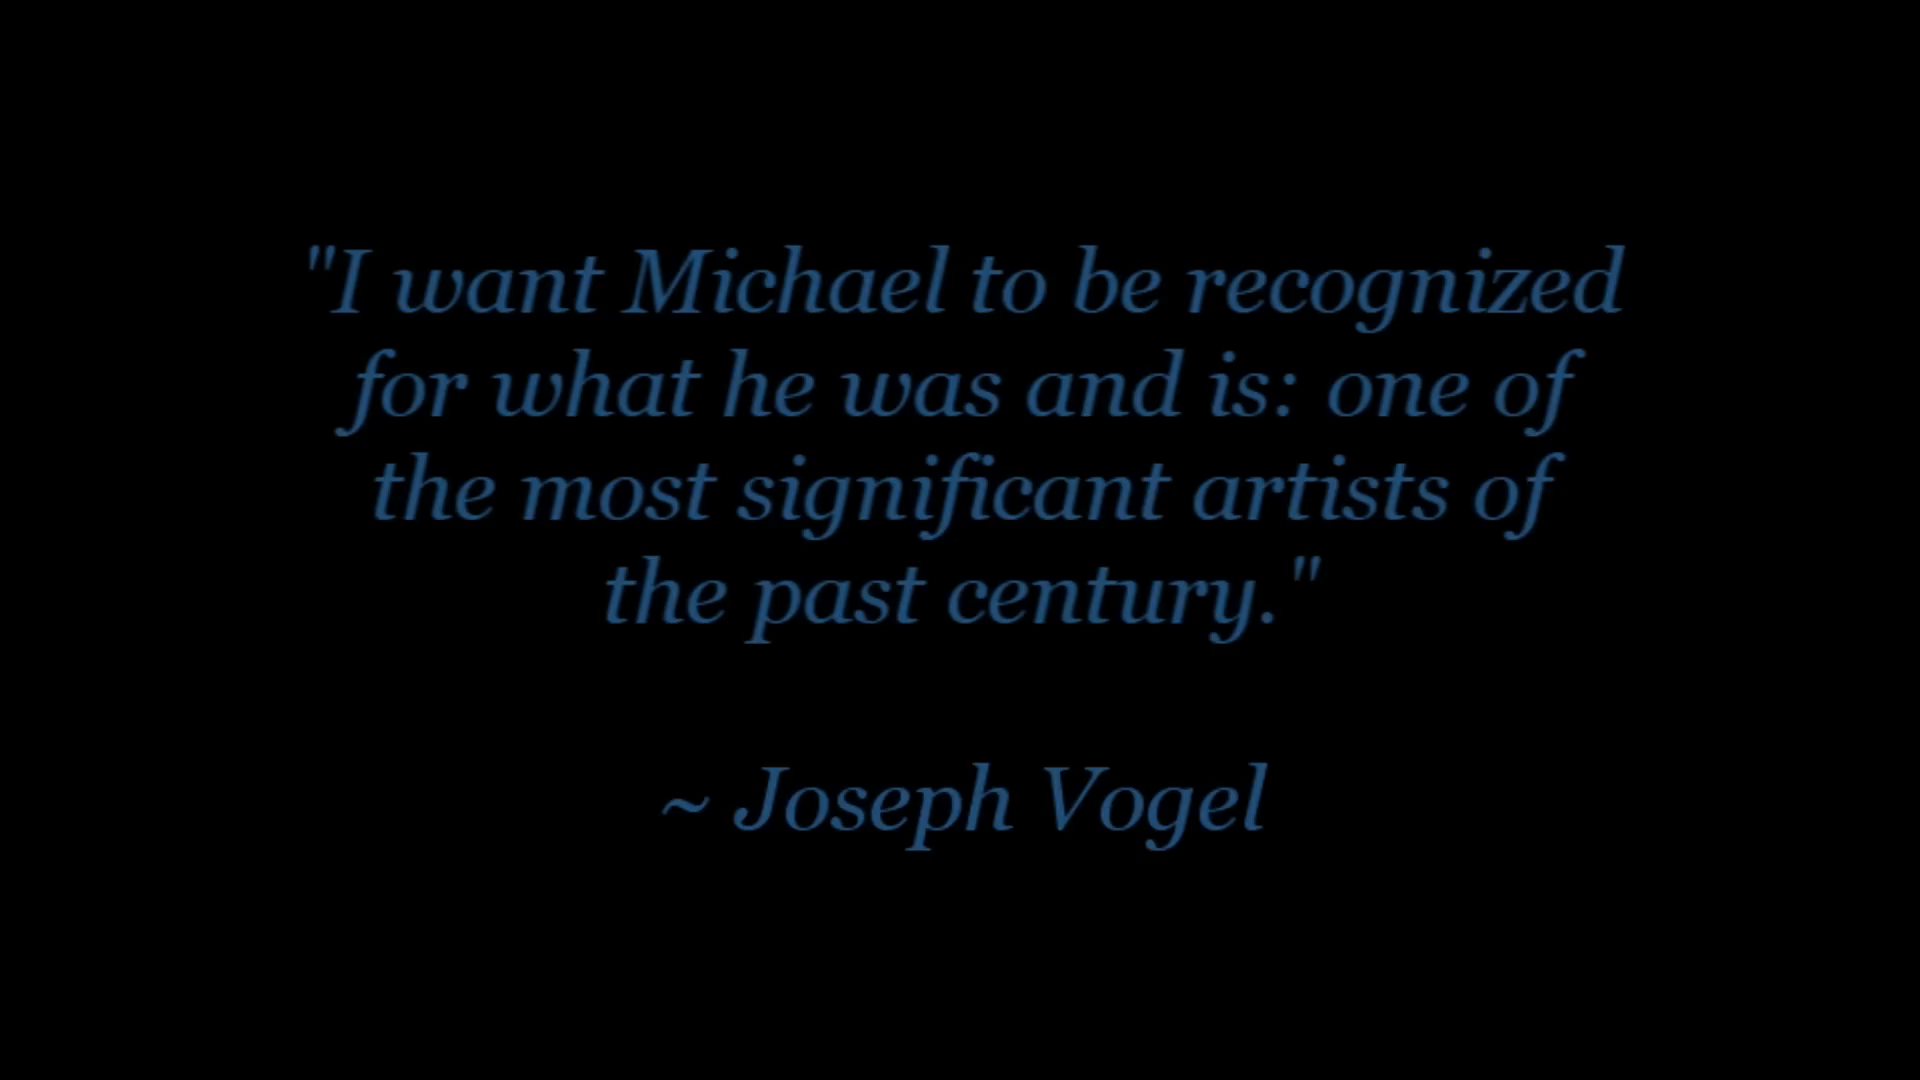 "I want Michael to be recognized
for what he was and is: one of
the most significant artists of
the past century."
~ Joseph Vogel